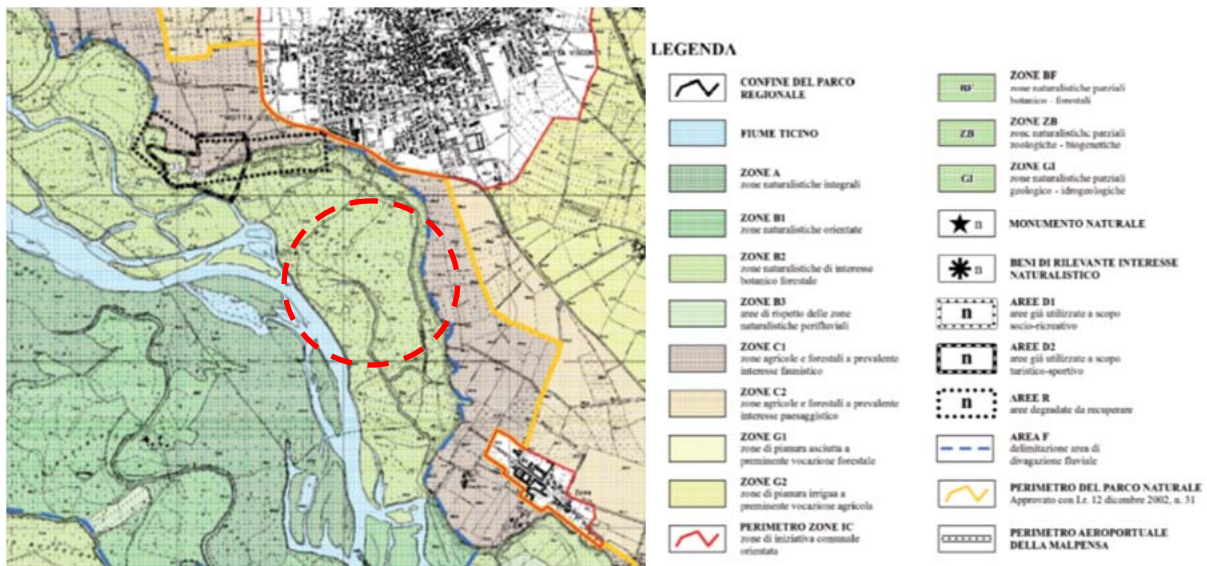 VISCON
MOTTA VIS
LEGENDA
CONFINE DEL PARCO
REGIONALE
FIUME TICINO
ZONE A
zone naturalistiche integrali
ZONE B1
zone naturalistiche orientate
ZONE B2
zone naturalistiche di interesse
botanico forestale
ZONE B3
aree di rispetto delle zone
naturalistiche perifluviali
ZONE C1
zone agricole e forestali a prevalente
interesse faunistico
ZONE C2
zone agricole e forestali a prevalente
interesse paesaggistico
ZONE G1
zone di pianura asciutta a
preminente vocazione forestale
ZONE G2
zone di pianura irrigua a
preminente vocazione agricola
PERIMETRO ZONE IC
zone di iniziativa comunale
orientata
BF
ZONE BF
zone naturalistiche parziali
botanico - forestali
ZB
ZONE ZB
zone naturalistiche parziali
zoologiche - biogenetiche
GI
ZONE GI
zone naturalistiche parziali
geologico - idrogeologiche
n
MONUMENTO NATURALE
n
BENI DI RILEVANTE INTERESSE
NATURALISTICO
n
AREE D1
aree già utilizzate a scopo
socio-ricreativo
n
AREE D2
aree già utilizzate a scopo
turistico-sportivo
n
AREE R
aree degradate da recuperare
AREA F
delimitazione area di
divagazione fluviale
PERIMETRO DEL PARCO NATURALE
Approvato con l.r. 12 dicembre 2002, n. 31
PERIMETRO AEROPORTUALE
DELLA MALPENSA